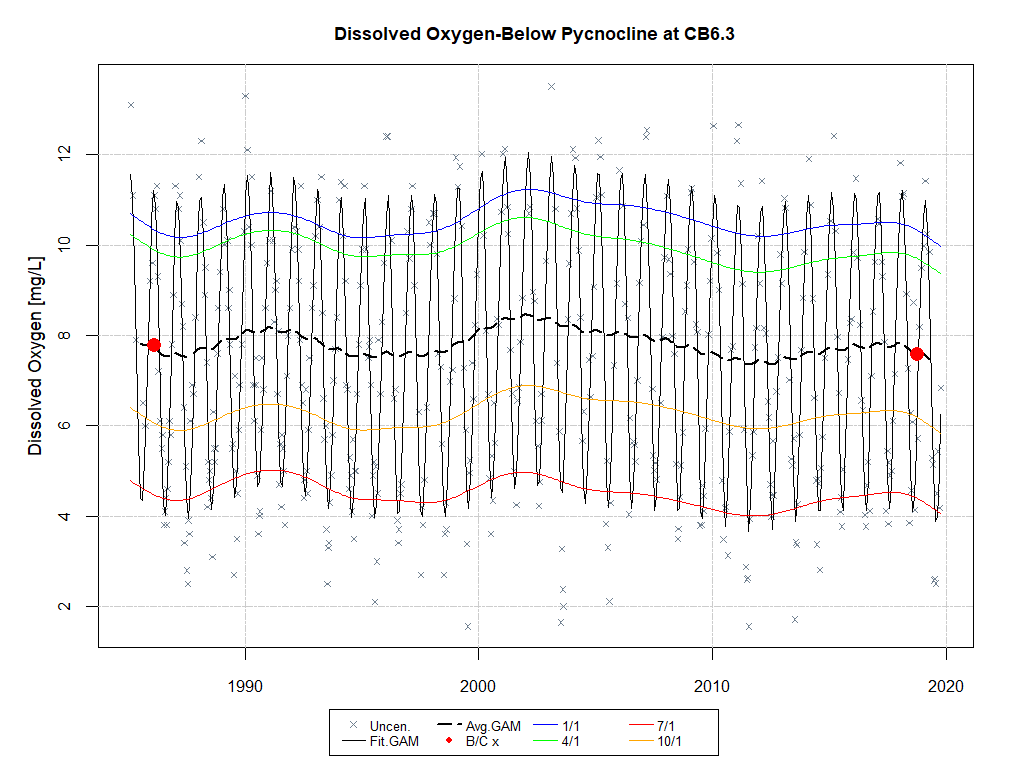 Dissolved Oxygen-Below Pycnocline at CB6.3
Dissolved Oxygen [mg/L]
12
10
8
6
4
2
1990 2000 2010 2020
Uncen. Avg.GAM 1/1 7/1
Fit.GAM B/C x 4/1 10/1